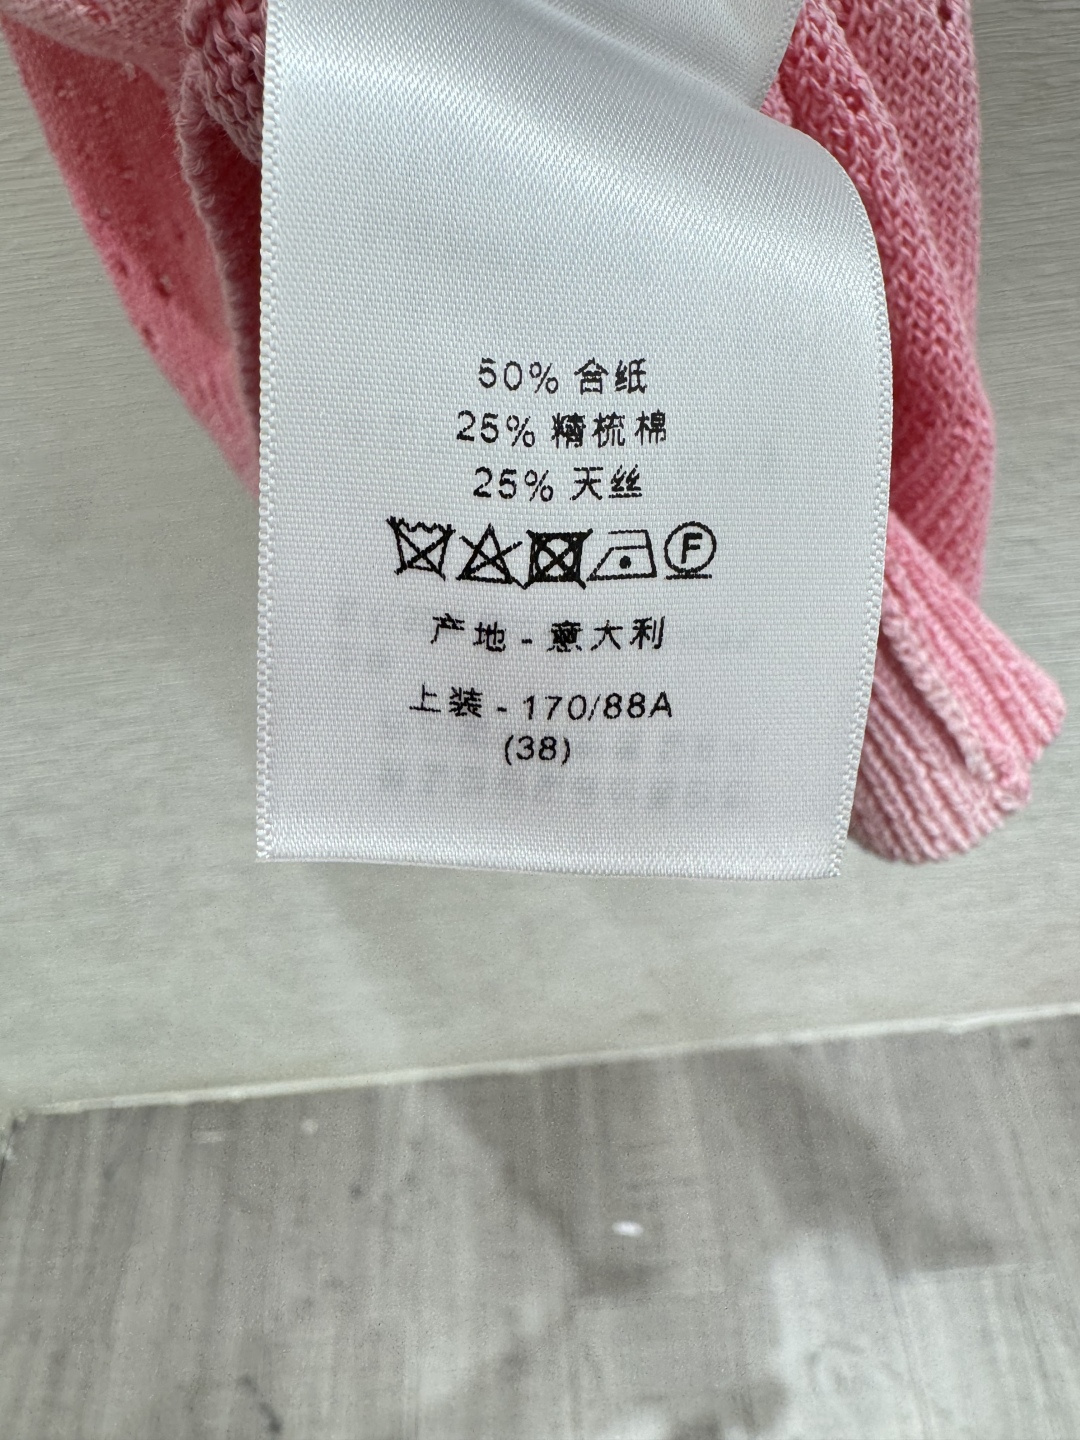 50% 合纸
25% 精梳棉
25% 天丝
F
产地 - 意大利
上装 - 170/88A
(38)